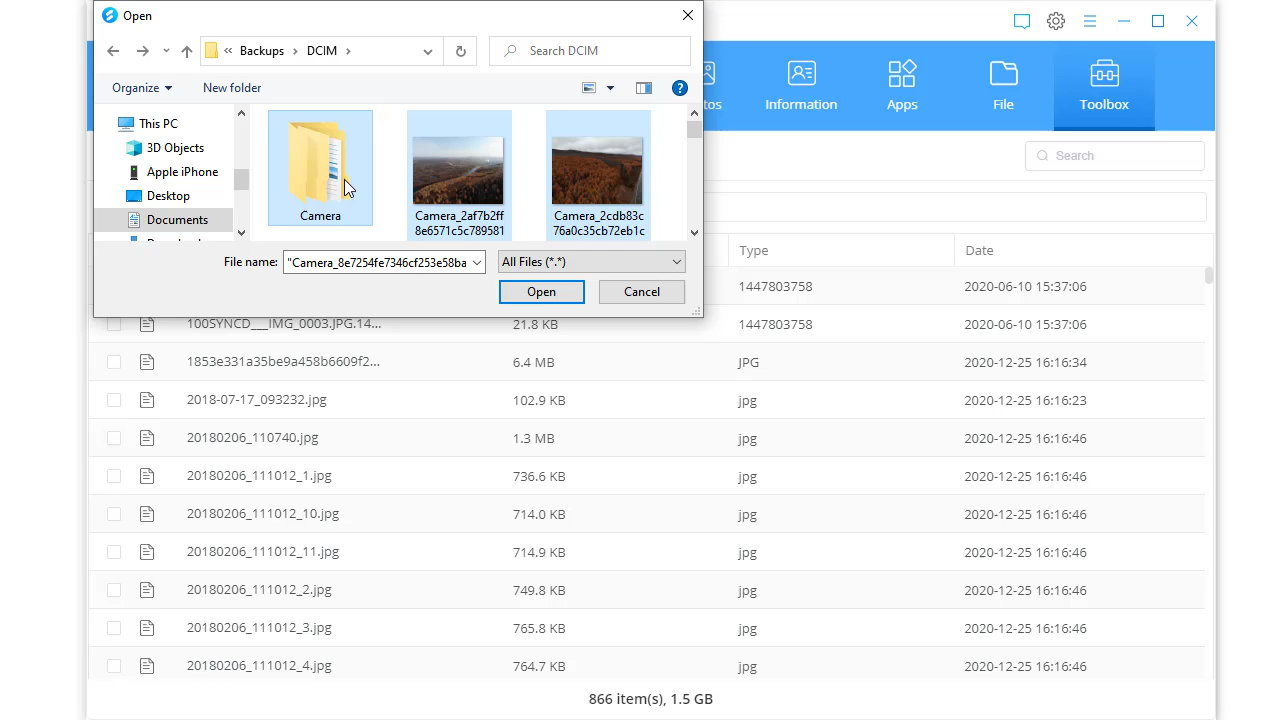 Open
« Backups > DCIM >
Search DCIM
Organize
New folder
This PC
3D Objects
Apple iPhone
Desktop
Documents
Camera
Camera_2af7b2ff
8e6571c5c789581
Camera_2cdb83c
76a0c35cb72eb1c
File name:
"Camera_8e7254fe7346cf253e58ba
All Files (*.*)
Open
Cancel
tos
Information
Apps
File
Toolbox
Search
Type
Date
1447803758
2020-06-10 15:37:06
100SYNCD___IMG_0003.JPG.14...
21.8 KB
1447803758
2020-06-10 15:37:06
1853e331a35be9a458b6609f2...
6.4 MB
JPG
2020-12-25 16:16:34
2018-07-17_093232.jpg
102.9 KB
jpg
2020-12-25 16:16:23
20180206_110740.jpg
1.3 MB
jpg
2020-12-25 16:16:46
20180206_111012_1.jpg
736.6 KB
jpg
2020-12-25 16:16:46
20180206_111012_10.jpg
714.0 KB
jpg
2020-12-25 16:16:46
20180206_111012_11.jpg
714.9 KB
jpg
2020-12-25 16:16:46
20180206_111012_2.jpg
749.8 KB
jpg
2020-12-25 16:16:46
20180206_111012_3.jpg
765.8 KB
jpg
2020-12-25 16:16:46
20180206_111012_4.jpg
764.7 KB
jpg
2020-12-25 16:16:46
866 item(s), 1.5 GB